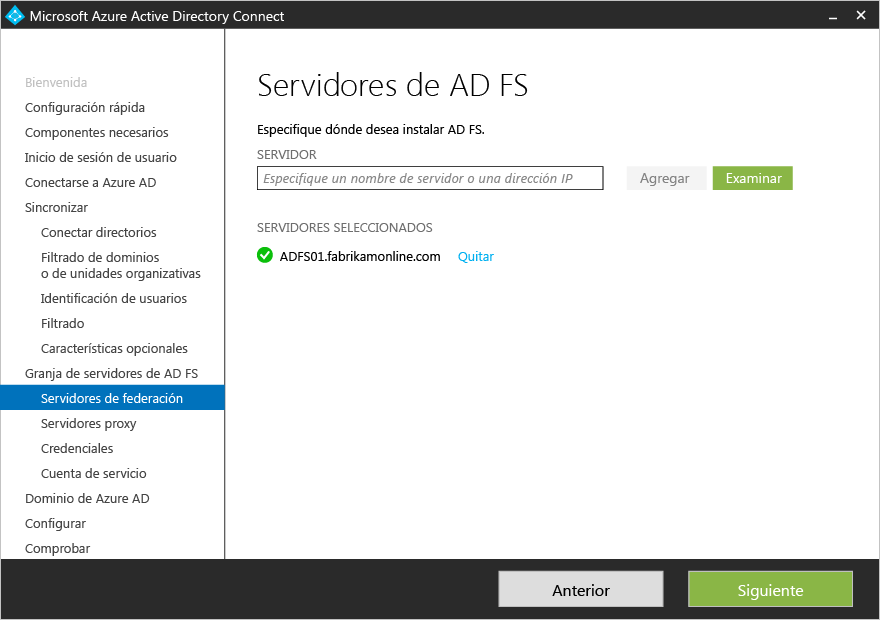 Microsoft Azure Active Directory Connect
Bienvenida
Configuración rápida
Componentes necesarios
Inicio de sesión de usuario
Conectarse a Azure AD
Sincronizar
Conectar directorios
Filtrado de dominios
o de unidades organizativas
Identificación de usuarios
Filtrado
Características opcionales
Granja de servidores de AD FS
Servidores de federación
Servidores proxy
Credenciales
Cuenta de servicio
Dominio de Azure AD
Configurar
Comprobar
Servidores de AD FS
Especifique dónde desea instalar AD FS.
SERVIDOR
Especifique un nombre de servidor o una dirección IP
Agregar
Examinar
SERVIDORES SELECCIONADOS
ADFS01.fabrikamonline.com Quitar
Anterior
Siguiente